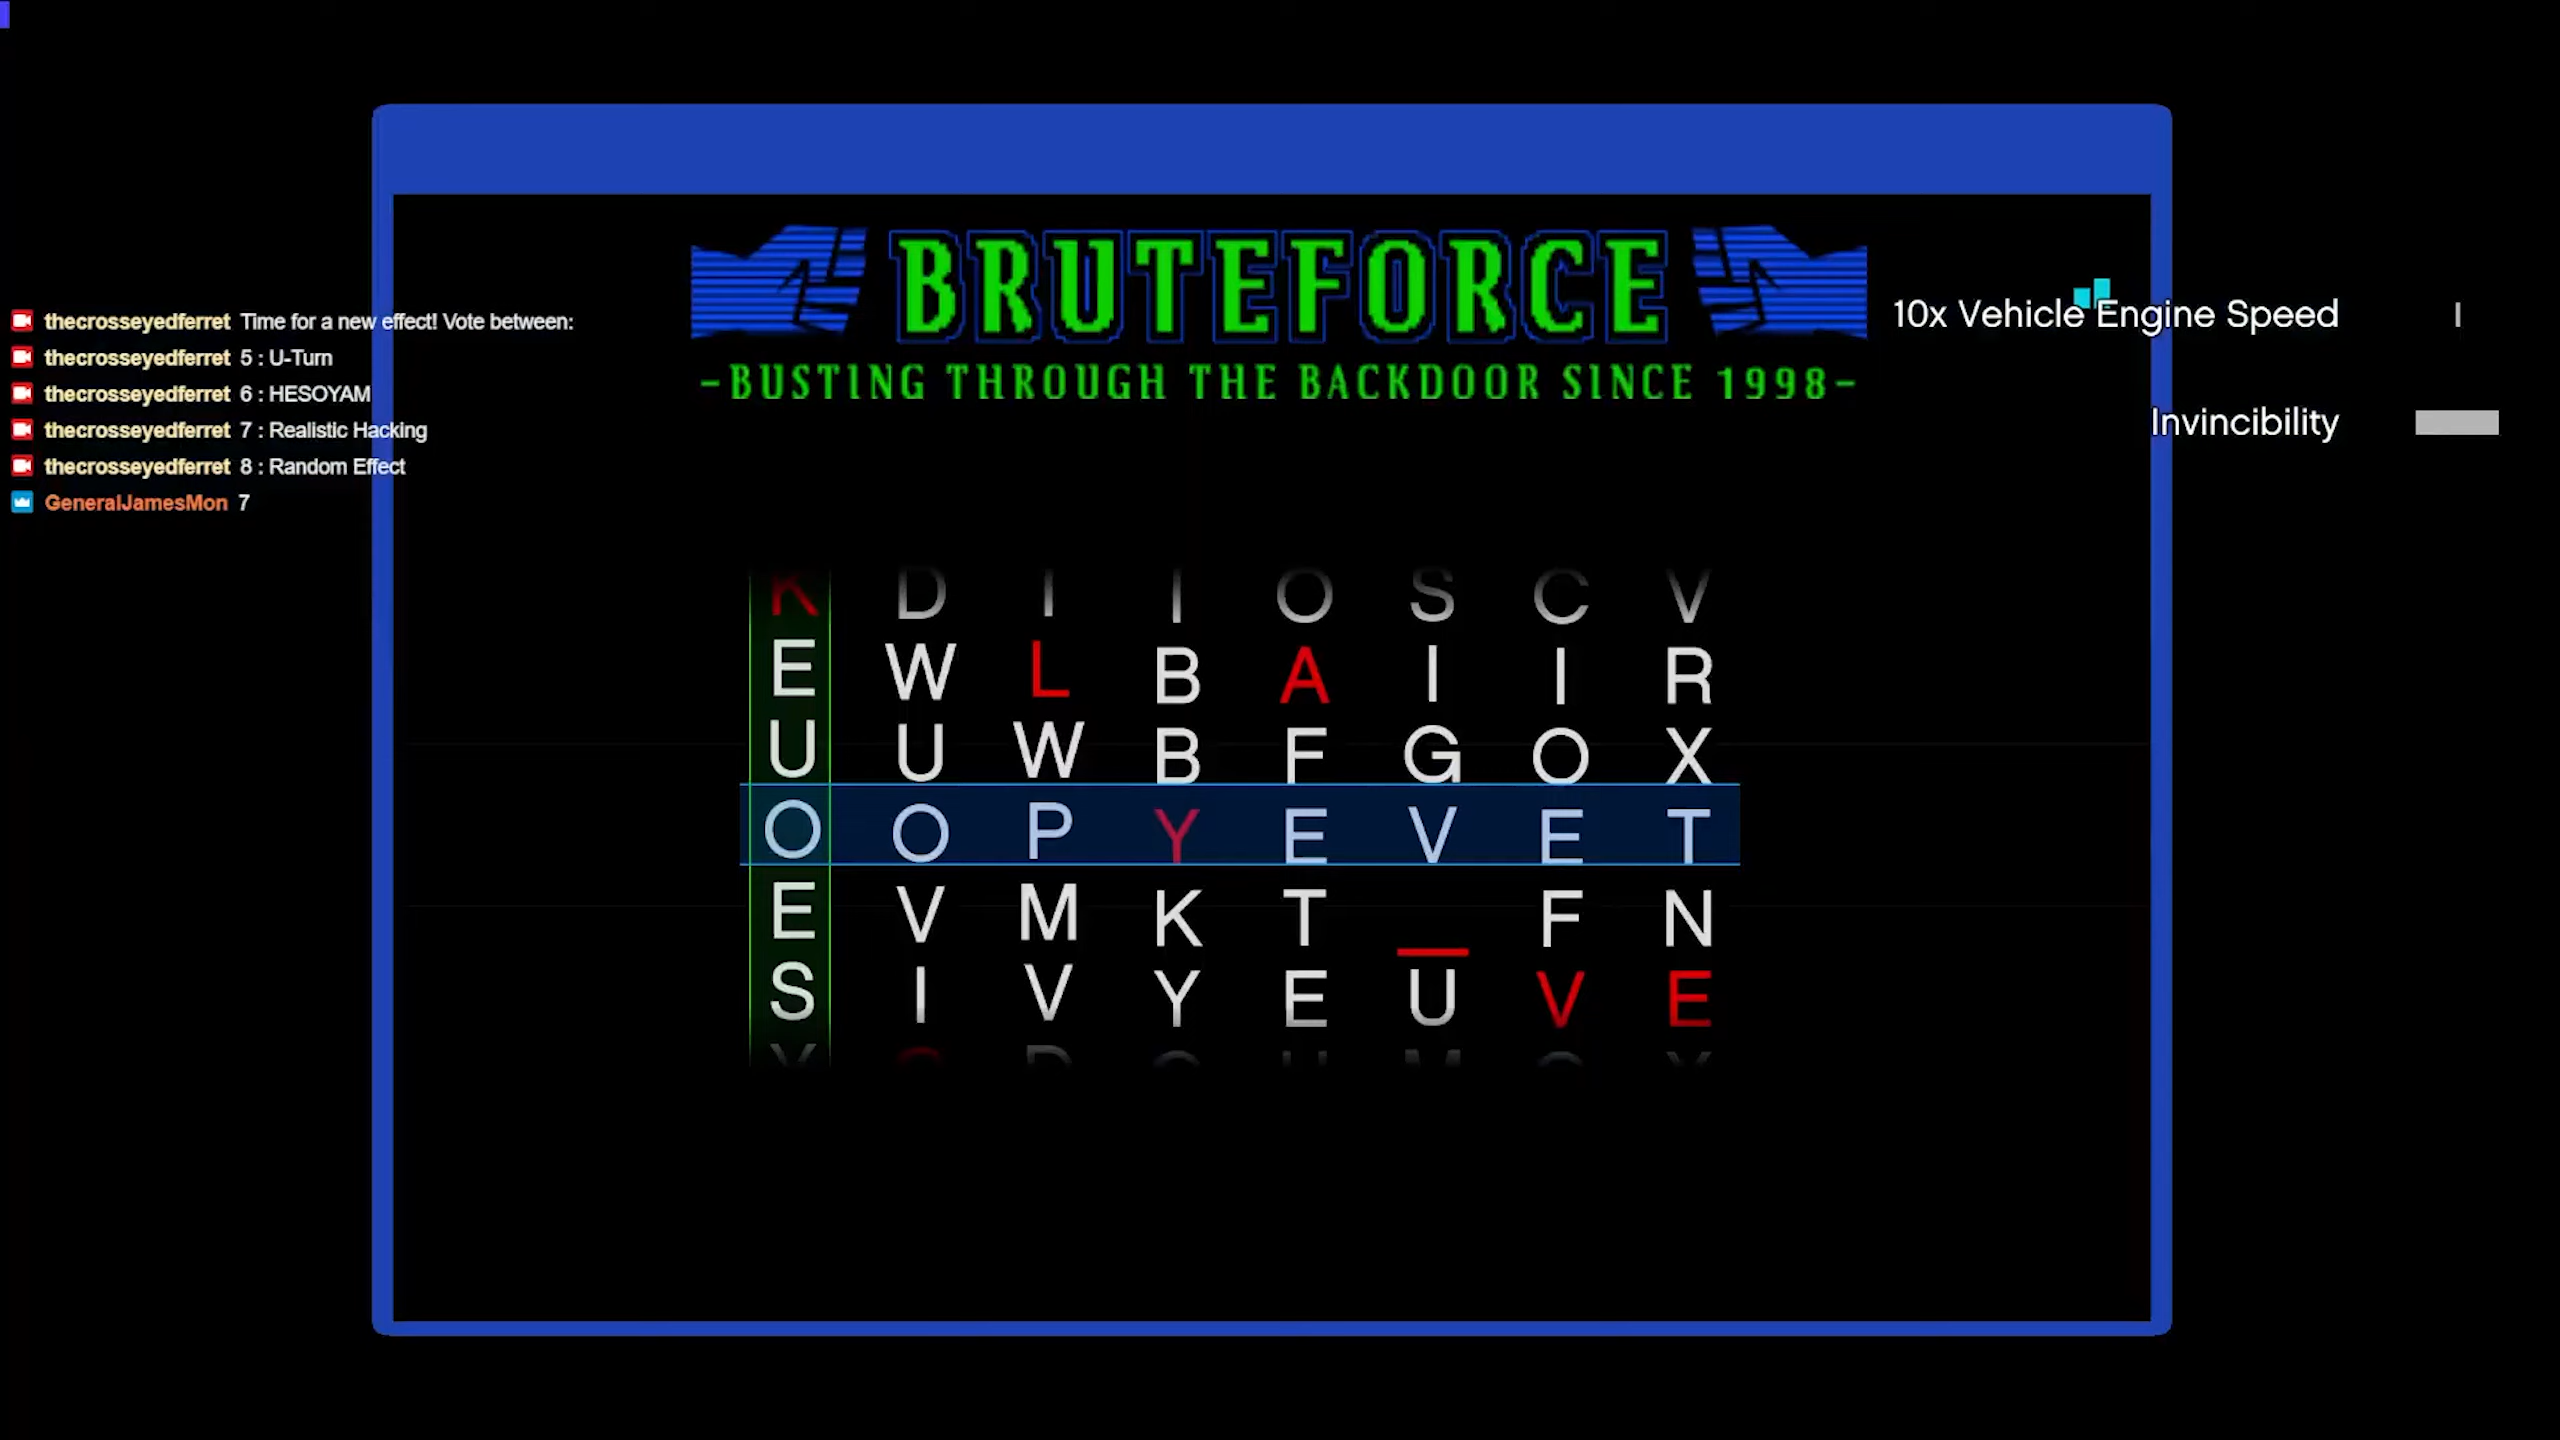 BRUTEFORCE
-BUSTING THROUGH THE BACKDOOR SINCE 1998-
thecrosseyedferret Time for a new effect! Vote between:
thecrosseyedferret 5 : U-Turn
thecrosseyedferret 6 : HESOYAM
thecrosseyedferret 7 : Realistic Hacking
thecrosseyedferret 8 : Random Effect
GeneralJamesMon 7
10x Vehicle Engine Speed
Invincibility
K D I I O S C V
E W L B A I I R
U U W B F G O X
O O P Y E V E T
E V M K T _ F N
S I V Y E U V E